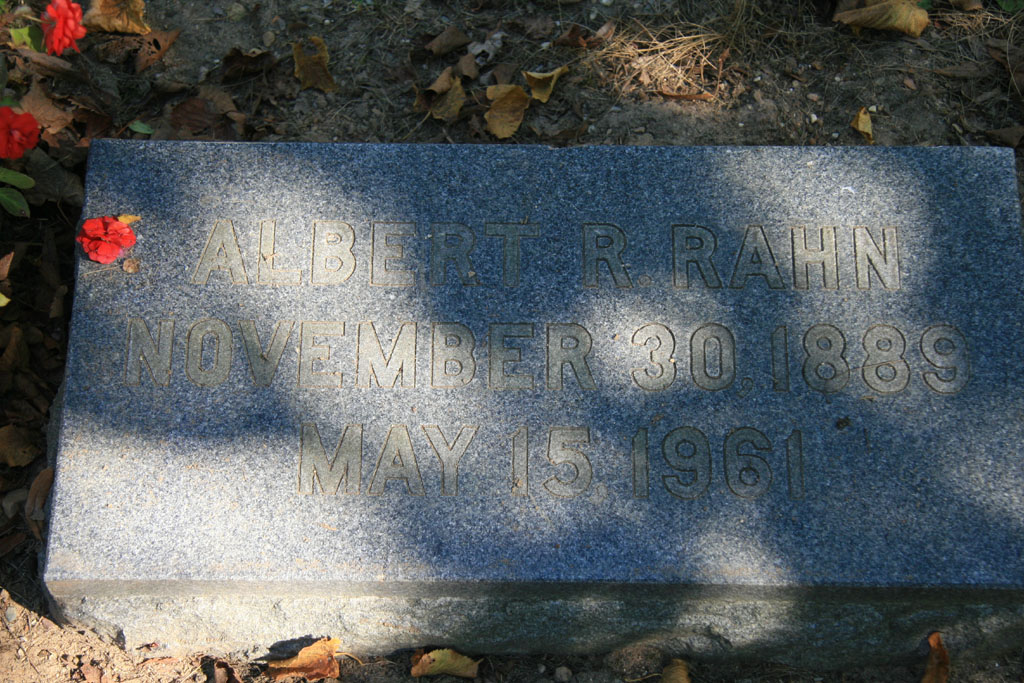 ALBERT R. RAHN
NOVEMBER 30, 1889
MAY 15, 1961